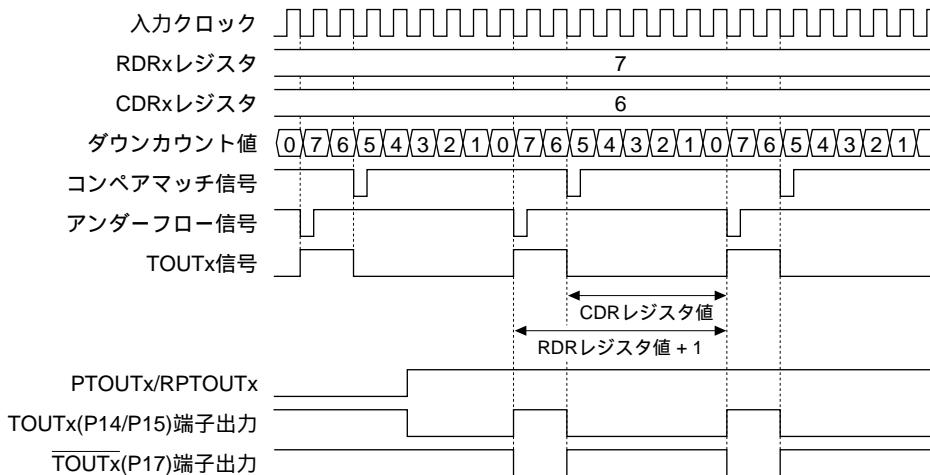 入力クロック
RDRxレジスタ 7
CDRxレジスタ 6
ダウンカウント値 0 7 6 5 4 3 2 1 0 7 6 5 4 3 2 1 0 7 6 5 4 3 2 1
コンペアマッチ信号
アンダーフロー信号
TOUTx信号
CDRレジスタ値
RDRレジスタ値 + 1
PTOUTx/RPTOUTx
TOUTx(P14/P15)端子出力
TOUTx(P17)端子出力